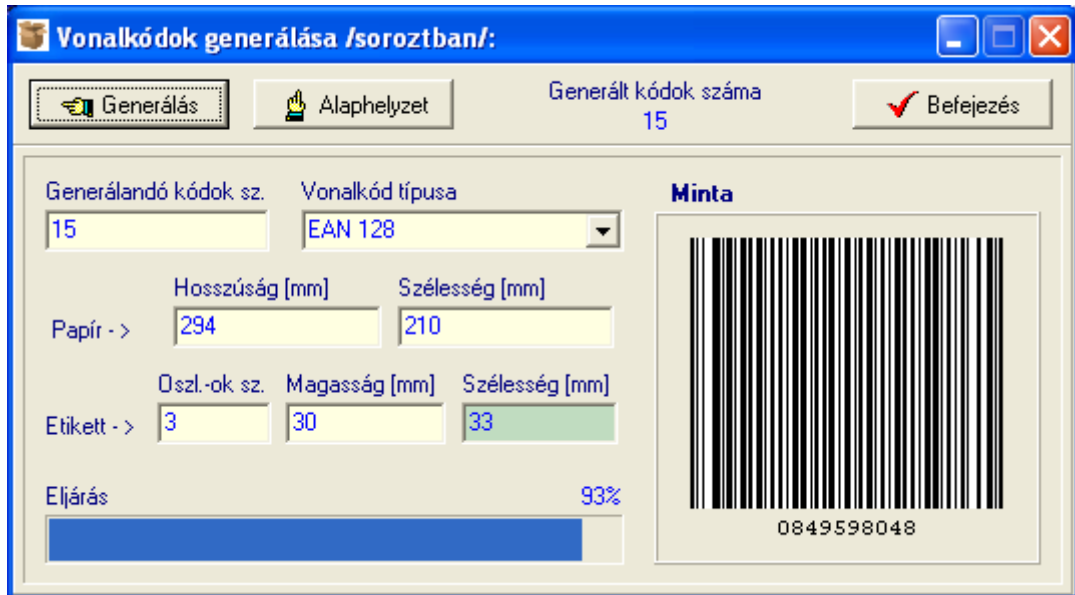 Vonalkódok generálása /soroztban/:
Generálás Alaphelyzet Generált kódok száma Befejezés
15
Generálandó kódok sz. Vonalkód típusa Minta
15 EAN 128
Hosszúság [mm] Szélesség [mm]
Papír - > 294 210
Oszl.-ok sz. Magasság [mm] Szélesség [mm]
Etikett - > 3 30 33
Eljárás 93%
0849598048